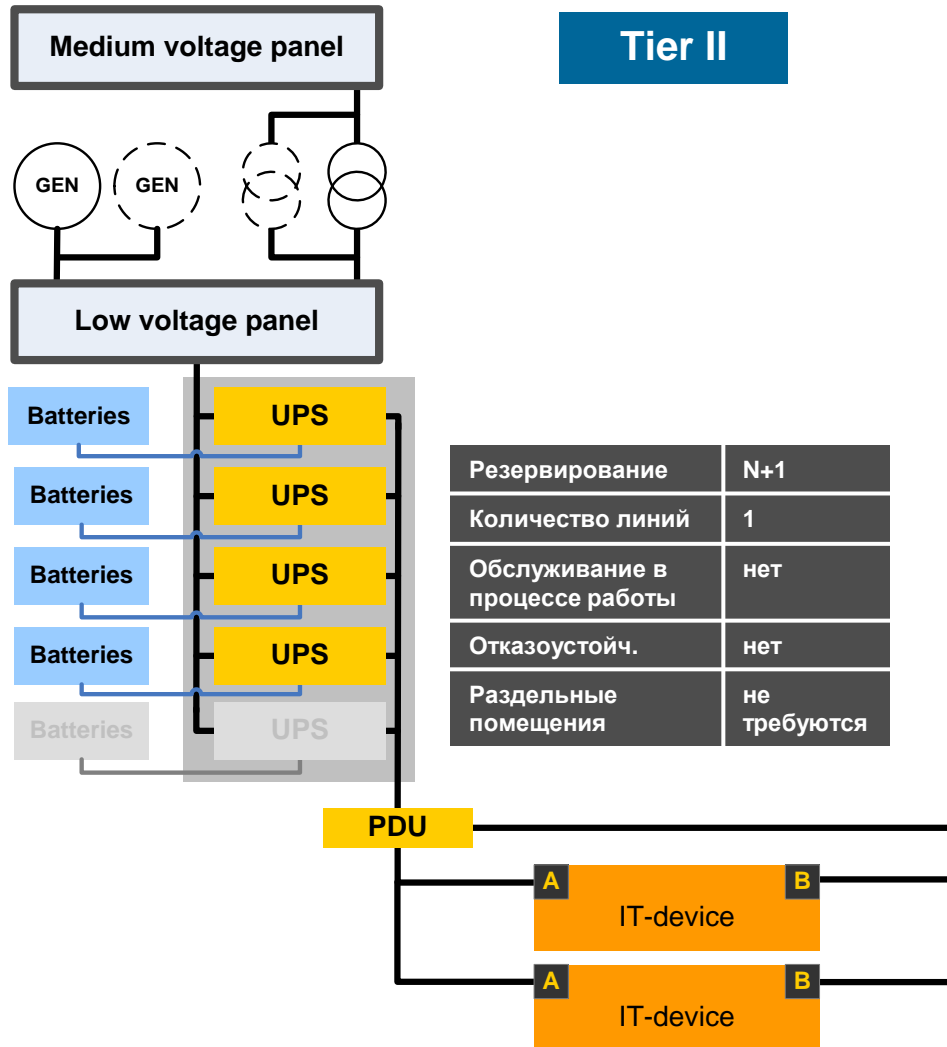 Medium voltage panel
Tier II
GEN
GEN
Low voltage panel
Batteries
UPS
Batteries
UPS
Batteries
UPS
Batteries
UPS
Batteries
UPS
Резервирование
N+1
Количество линий
1
Обслуживание в
процессе работы
нет
Отказоустойч.
нет
Раздельные
помещения
не
требуются
PDU
A
B
IT-device
A
B
IT-device